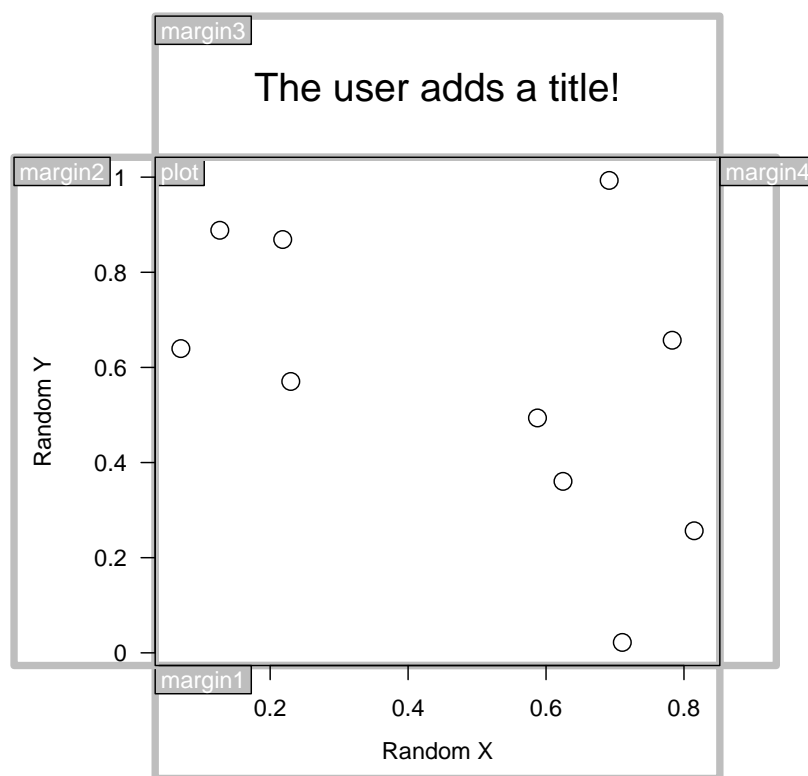 margin3
The user adds a title!
margin2
plot
margin4
1
0.8
0.6
0.4
0.2
0
Random Y
margin1
0.2 0.4 0.6 0.8
Random X